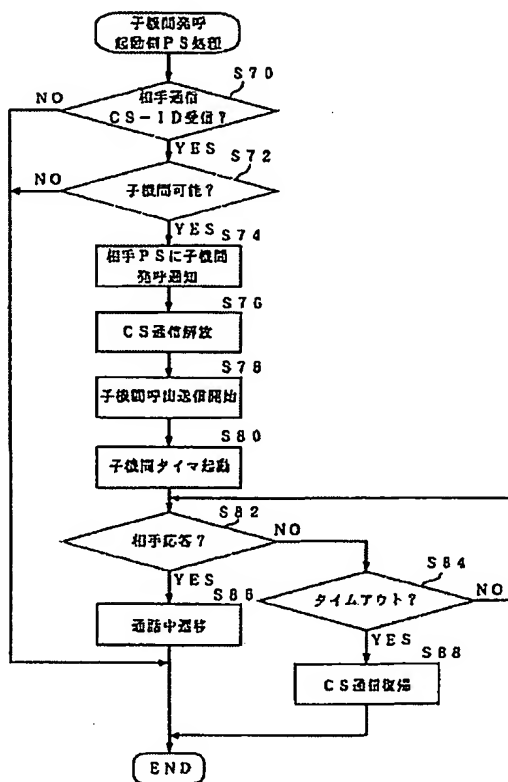 子機間発呼
起動側PS処理
S70
NO
相手通信
CS-ID受信?
YES
S72
NO
子機間可能?
YES
S74
相手PSに子機間
発呼通知
S76
CS通信解放
S78
子機間呼出送信開始
S80
子機間タイマ起動
S82
相手応答?
NO
YES
S84
タイムアウト?
NO
S86
通話中遷移
YES
S88
CS通信復帰
END